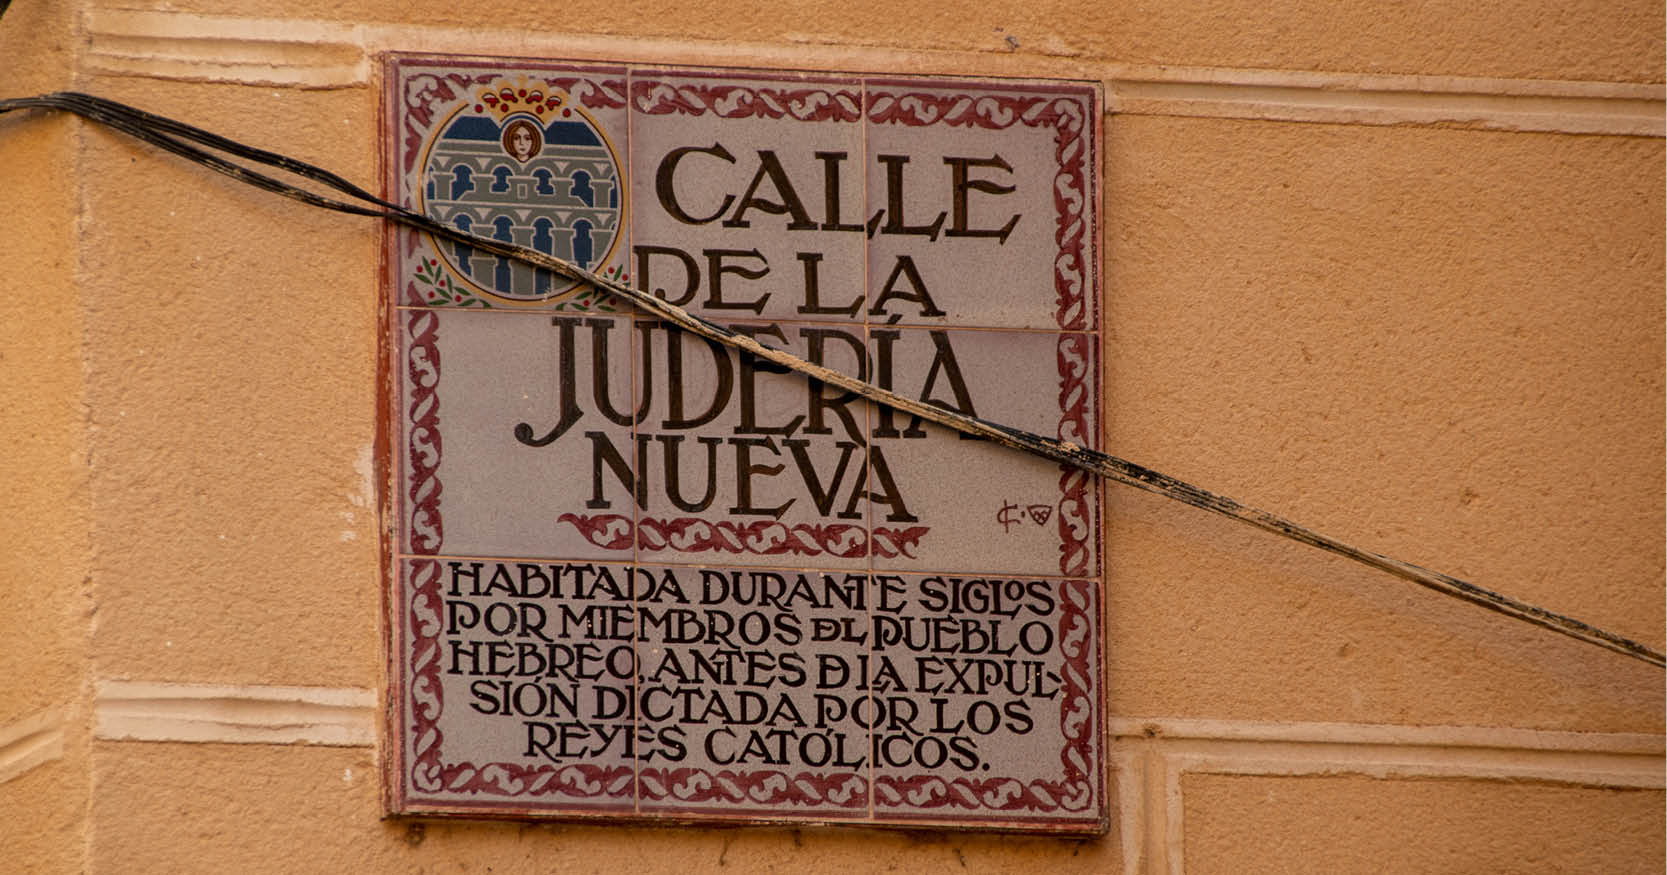 CALLE
DE LA
JUDERÍA
NUEVA
HABITADA DURANTE SIGLOS
POR MIEMBROS DEL PUEBLO
HEBREO, ANTES DE LA EXPUL-
SIÓN DICTADA POR LOS
REYES CATÓLICOS.